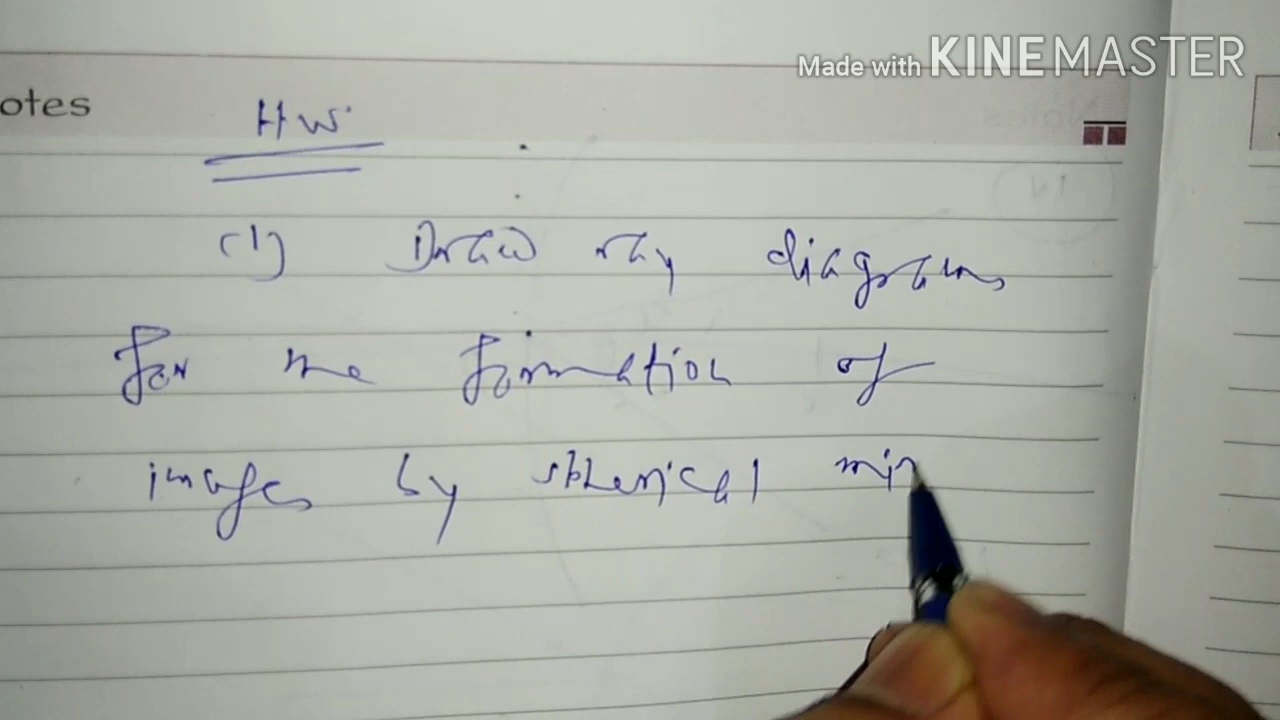 Made with KINEMASTER
otes
HW
(1) Draw ray diagrams
for the formation of
images by spherical mir